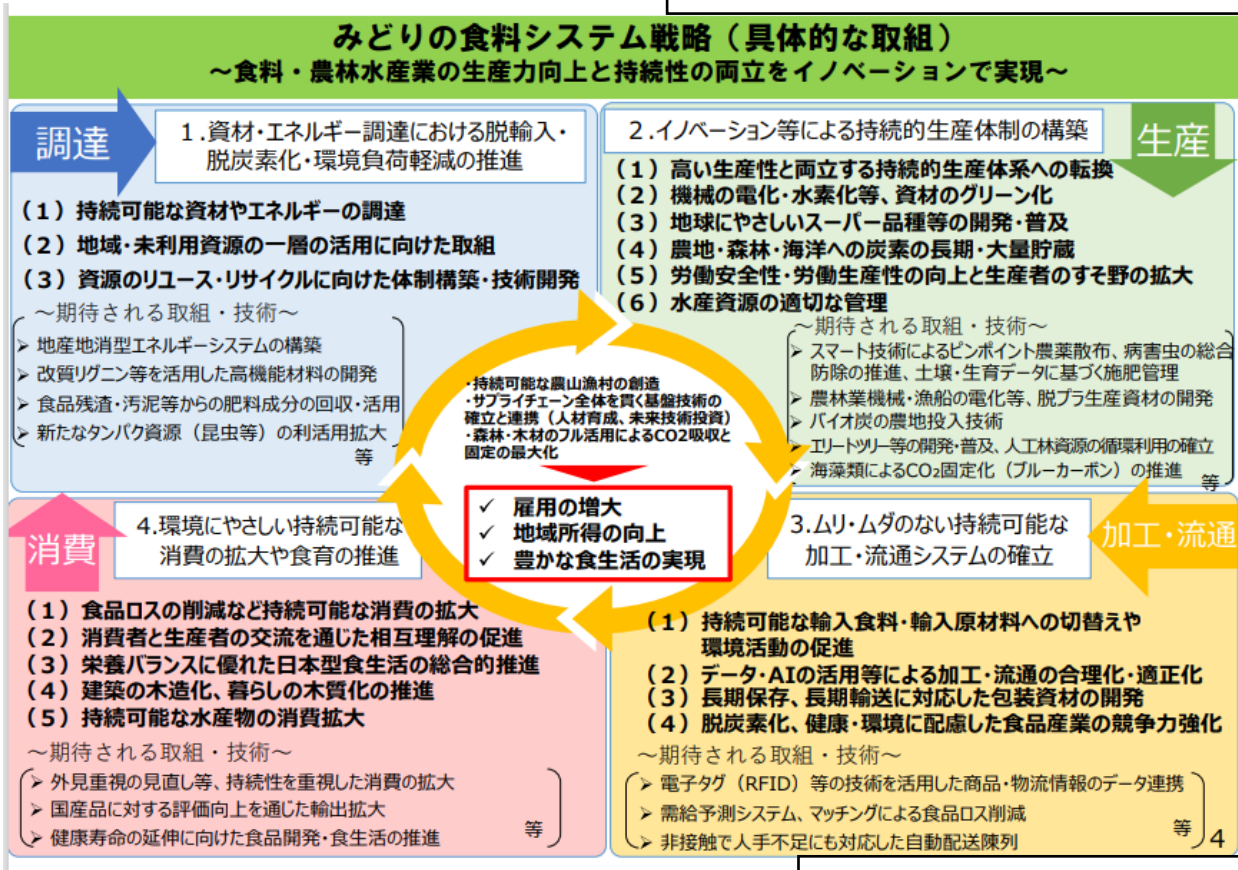 みどりの食料システム戦略（具体的な取組）
～食料・農林水産業の生産力向上と持続性の両立をイノベーションで実現～
調達
１.資材・エネルギー調達における脱輸入・
脱炭素化・環境負荷軽減の推進
（１）持続可能な資材やエネルギーの調達
（２）地域・未利用資源の一層の活用に向けた取組
（３）資源のリユース・リサイクルに向けた体制構築・技術開発
～期待される取組・技術～
➢ 地産地消型エネルギーシステムの構築
➢ 改質リグニン等を活用した高機能材料の開発
➢ 食品残渣・汚泥等からの肥料成分の回収・活用
➢ 新たなタンパク資源（昆虫等）の利活用拡大
等
２.イノベーション等による持続的生産体制の構築
生産
（１）高い生産性と両立する持続的生産体系への転換
（２）機械の電化・水素化等、資材のグリーン化
（３）地球にやさしいスーパー品種等の開発・普及
（４）農地・森林・海洋への炭素の長期・大量貯蔵
（５）労働安全性・労働生産性の向上と生産者のすそ野の拡大
（６）水産資源の適切な管理
～期待される取組・技術～
➢ スマート技術によるピンポイント農薬散布、病害虫の総合
防除の推進、土壌・生育データに基づく施肥管理
➢ 農林業機械・漁船の電化等、脱プラ生産資材の開発
➢ バイオ炭の農地投入技術
➢ エリートツリー等の開発・普及、人工林資源の循環利用の確立
➢ 海藻類によるCO₂固定化（ブルーカーボン）の推進
等
・持続可能な農山漁村の創造
・サプライチェーン全体を貫く基盤技術の
確立と連携（人材育成、未来技術投資）
・森林・木材のフル活用によるCO2吸収と
固定の最大化
✓ 雇用の増大
✓ 地域所得の向上
✓ 豊かな食生活の実現
消費
4.環境にやさしい持続可能な
消費の拡大や食育の推進
（１）食品ロスの削減など持続可能な消費の拡大
（２）消費者と生産者の交流を通じた相互理解の促進
（３）栄養バランスに優れた日本型食生活の総合的推進
（４）建築の木造化、暮らしの木質化の推進
（５）持続可能な水産物の消費拡大
～期待される取組・技術～
➢ 外見重視の見直し等、持続性を重視した消費の拡大
➢ 国産品に対する評価向上を通じた輸出拡大
➢ 健康寿命の延伸に向けた食品開発・食生活の推進
等
3.ムリ・ムダのない持続可能な
加工・流通システムの確立
加工・流通
（１）持続可能な輸入食料・輸入原材料への切替えや
環境活動の促進
（２）データ・AIの活用等による加工・流通の合理化・適正化
（３）長期保存、長期輸送に対応した包装資材の開発
（４）脱炭素化、健康・環境に配慮した食品産業の競争力強化
～期待される取組・技術～
➢ 電子タグ（RFID）等の技術を活用した商品・物流情報のデータ連携
➢ 需給予測システム、マッチングによる食品ロス削減
➢ 非接触で人手不足にも対応した自動配送陳列
等
4